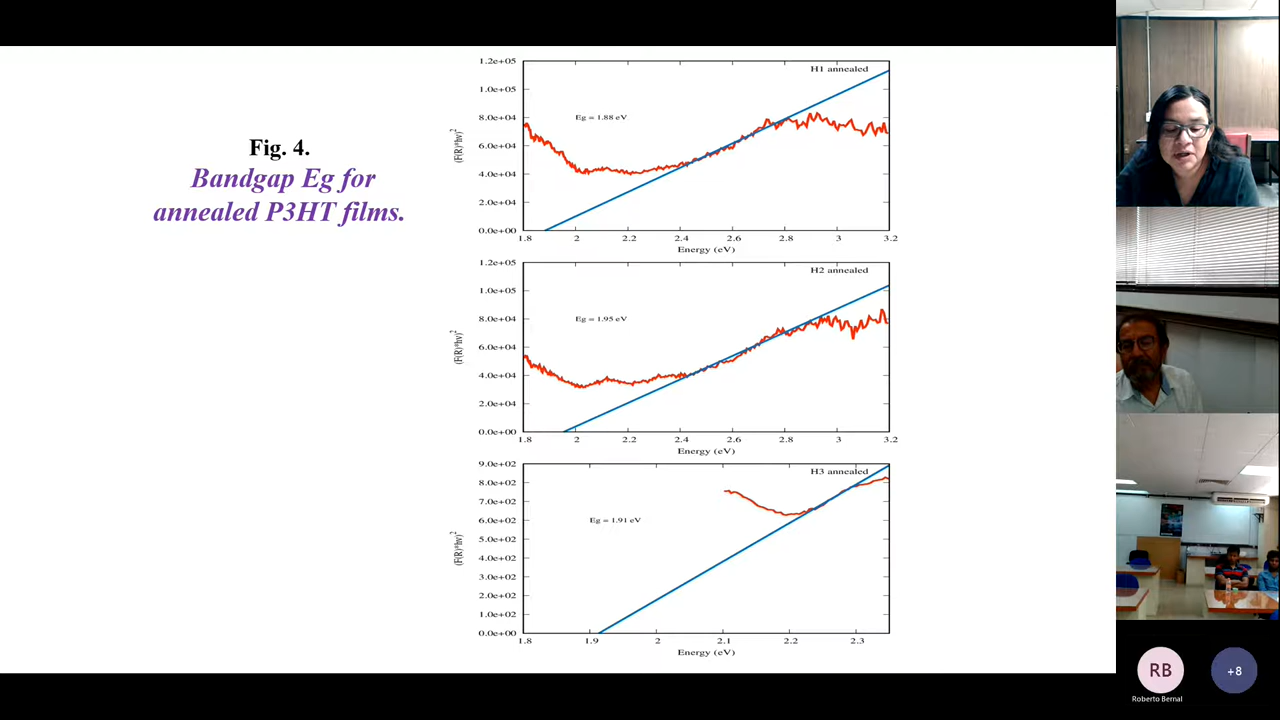 Fig. 4.
Bandgap Eg for
annealed P3HT films.
1.2e+05
1.0e+05
8.0e+04
6.0e+04
4.0e+04
2.0e+04
0.0e+00
(F(R)*hν)²
H1 annealed
Eg = 1.88 eV
1.8 2 2.2 2.4 2.6 2.8 3 3.2
Energy (eV)
1.2e+05
1.0e+05
8.0e+04
6.0e+04
4.0e+04
2.0e+04
0.0e+00
(F(R)*hν)²
H2 annealed
Eg = 1.95 eV
1.8 2 2.2 2.4 2.6 2.8 3 3.2
Energy (eV)
9.0e+02
8.0e+02
7.0e+02
6.0e+02
5.0e+02
4.0e+02
3.0e+02
2.0e+02
1.0e+02
0.0e+00
(F(R)*hν)²
H3 annealed
Eg = 1.91 eV
1.8 1.9 2 2.1 2.2 2.3
Energy (eV)
RB
+8
Roberto Bernal